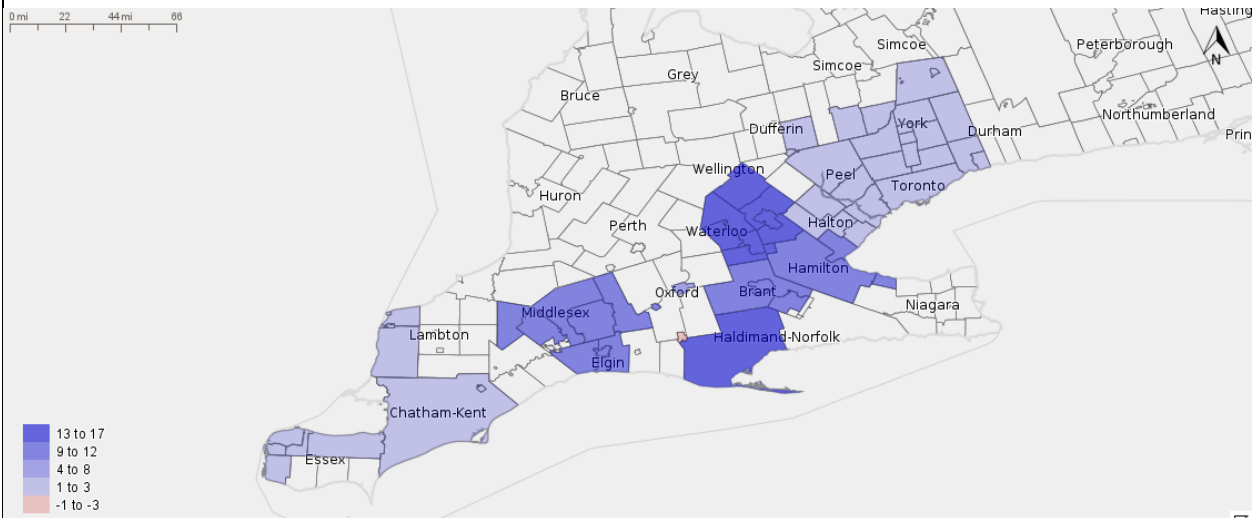 0 mi 22 44 mi 66
Hasting
Simcoe
Peterborough
Simcoe
N
Grey
Bruce
Northumberland
York
Dufferin
Durham
Prin
Wellington
Peel
Toronto
Huron
Halton
Perth
Waterloo
Hamilton
Oxford
Brant
Niagara
Middlesex
Lambton
Haldimand-Norfolk
Elgin
Chatham-Kent
Essex
13 to 17
9 to 12
4 to 8
1 to 3
-1 to -3